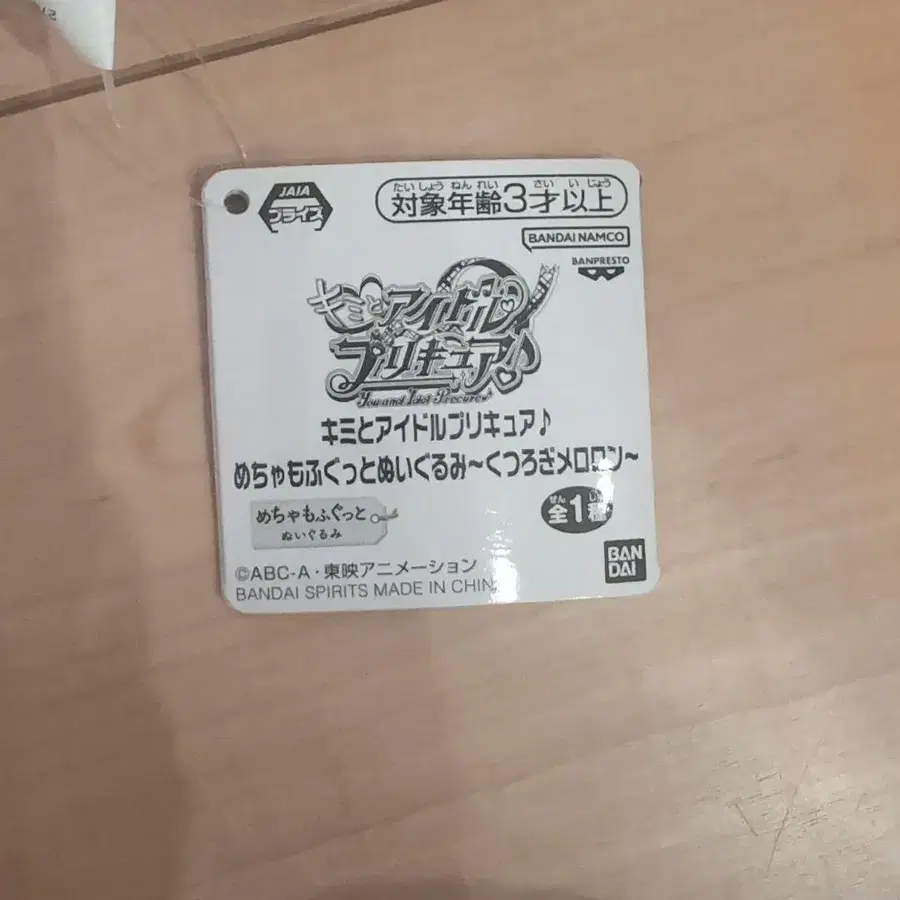 JAIA
プライズ
たいしょうねんれい さいいじょう
対象年齢3才以上
BANDAI NAMCO
BANPRESTO
キミとアイドル
プリキュア♪
You and Idol Precure
キミとアイドルプリキュア♪
めちゃもふぐっとぬいぐるみ~くつろぎメロロン~
めちゃもふぐっと
ぬいぐるみ
ぜん
全1種
©ABC-A・東映アニメーション
BANDAI SPIRITS MADE IN CHIN
BAN
DAI